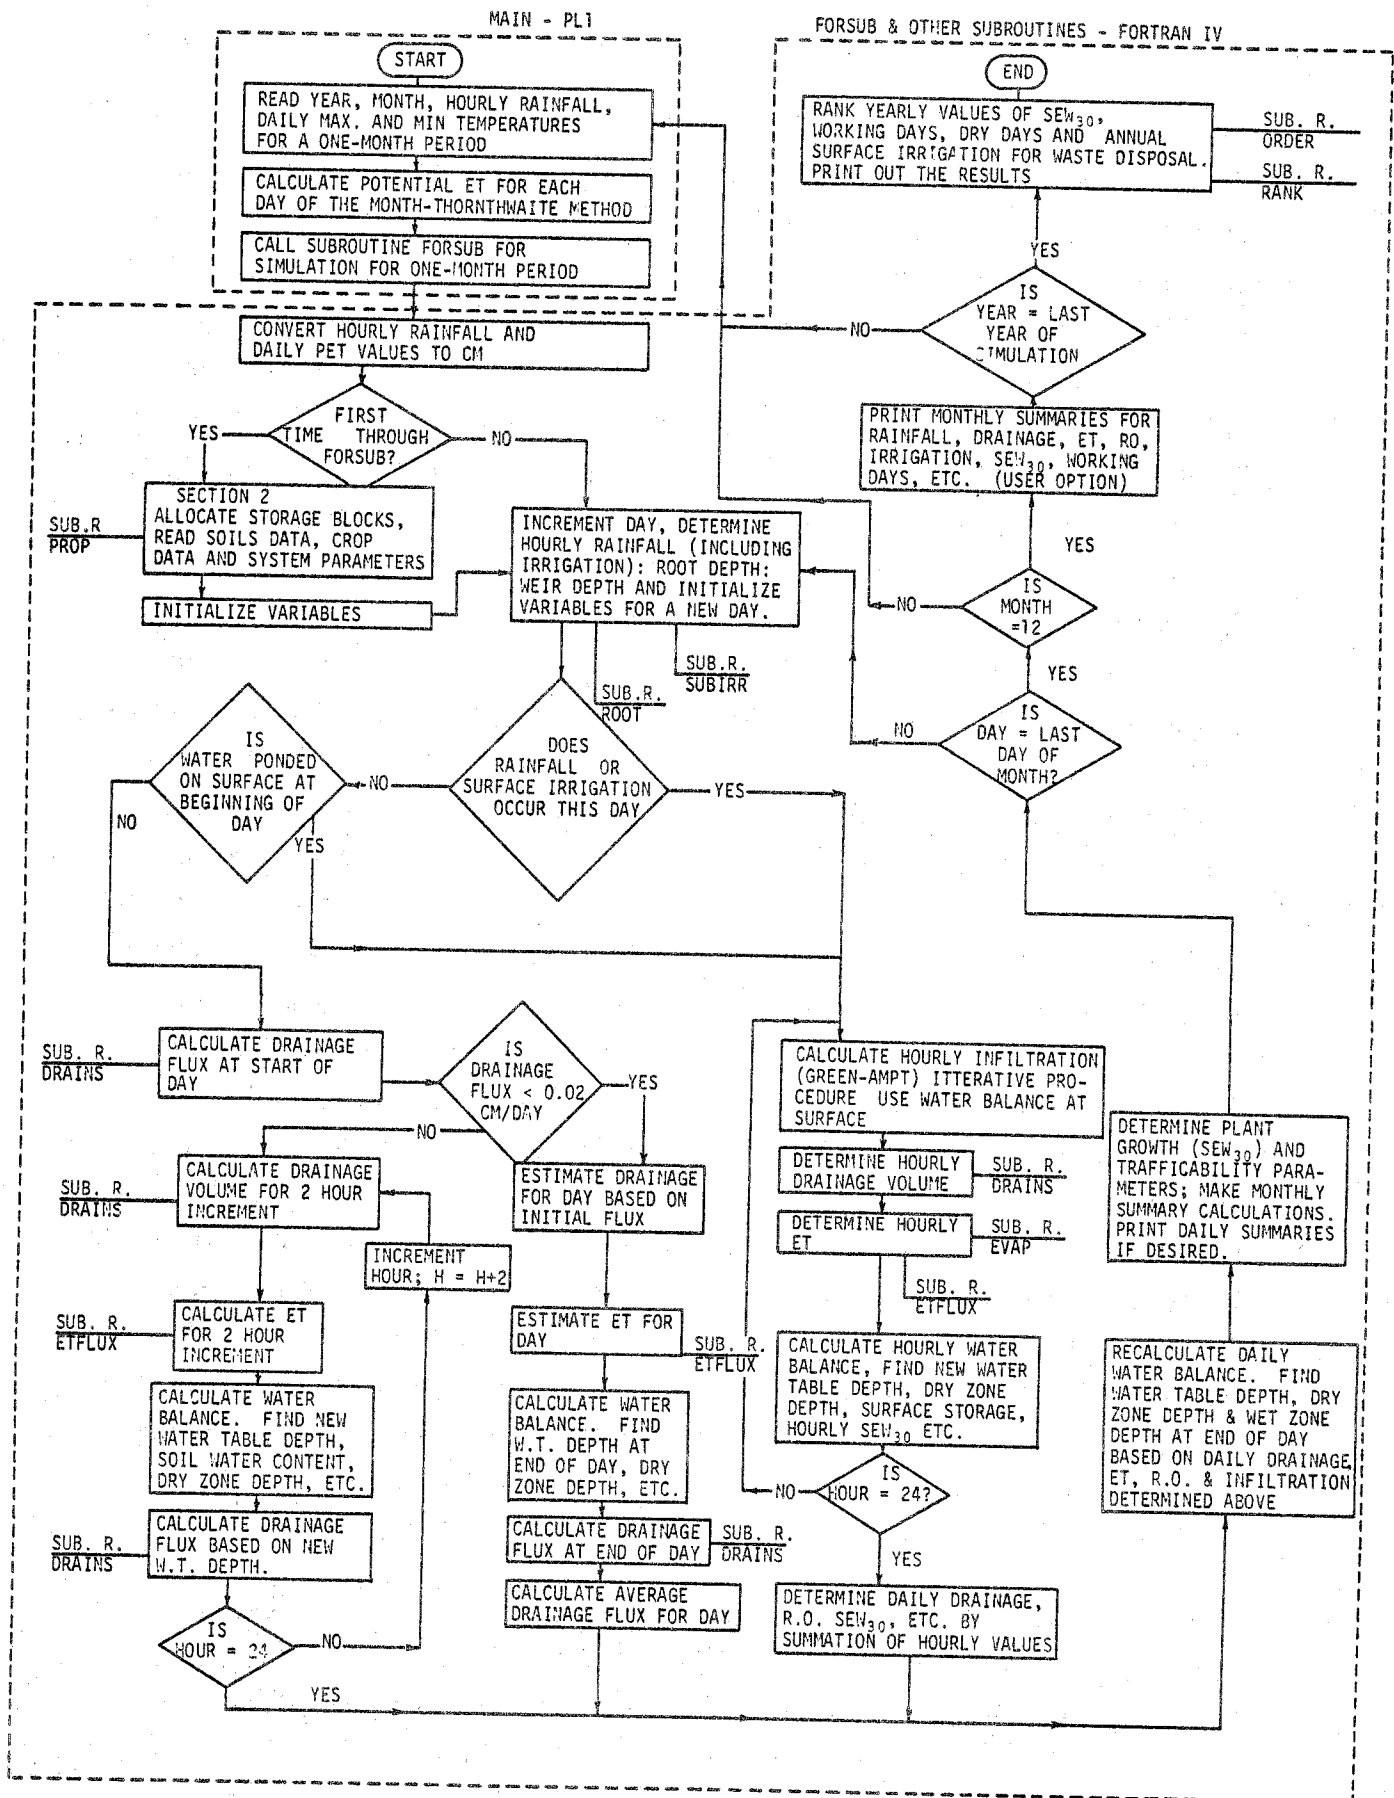 MAIN - PL1
START
READ YEAR, MONTH, HOURLY RAINFALL,
DAILY MAX. AND MIN TEMPERATURES
FOR A ONE-MONTH PERIOD
CALCULATE POTENTIAL ET FOR EACH
DAY OF THE MONTH-THORNTHWAITE METHOD
CALL SUBROUTINE FORSUB FOR
SIMULATION FOR ONE-MONTH PERIOD
FORSUB & OTHER SUBROUTINES - FORTRAN IV
END
RANK YEARLY VALUES OF SEW30,
WORKING DAYS, DRY DAYS AND ANNUAL
SURFACE IRRIGATION FOR WASTE DISPOSAL.
PRINT OUT THE RESULTS
SUB. R.
ORDER
SUB. R.
RANK
YES
IS
YEAR = LAST
YEAR OF
SIMULATION
NO
PRINT MONTHLY SUMMARIES FOR
RAINFALL, DRAINAGE, ET, RO,
IRRIGATION, SEW30, WORKING
DAYS, ETC. (USER OPTION)
YES
IS
MONTH
=12
NO
YES
IS
DAY = LAST
DAY OF
MONTH?
NO
CONVERT HOURLY RAINFALL AND
DAILY PET VALUES TO CM
FIRST
TIME THROUGH
FORSUB?
YES
NO
SECTION 2
ALLOCATE STORAGE BLOCKS,
READ SOILS DATA, CROP
DATA AND SYSTEM PARAMETERS
SUB.R
PROP
INITIALIZE VARIABLES
INCREMENT DAY, DETERMINE
HOURLY RAINFALL (INCLUDING
IRRIGATION): ROOT DEPTH:
WEIR DEPTH AND INITIALIZE
VARIABLES FOR A NEW DAY.
SUB.R.
SUBIRR
SUB.R.
ROOT
DOES
RAINFALL OR
SURFACE IRRIGATION
OCCUR THIS DAY
NO
YES
IS
WATER PONDED
ON SURFACE AT
BEGINNING OF
DAY
NO
YES
CALCULATE DRAINAGE
FLUX AT START OF
DAY
SUB. R.
DRAINS
IS
DRAINAGE
FLUX < 0.02
CM/DAY
YES
NO
CALCULATE DRAINAGE
VOLUME FOR 2 HOUR
INCREMENT
SUB. R.
DRAINS
INCREMENT
HOUR; H = H+2
CALCULATE ET
FOR 2 HOUR
INCREMENT
SUB. R.
ETFLUX
CALCULATE WATER
BALANCE. FIND NEW
WATER TABLE DEPTH,
SOIL WATER CONTENT,
DRY ZONE DEPTH, ETC.
CALCULATE DRAINAGE
FLUX BASED ON NEW
W.T. DEPTH.
SUB. R.
DRAINS
IS
HOUR = 24
NO
YES
ESTIMATE DRAINAGE
FOR DAY BASED ON
INITIAL FLUX
ESTIMATE ET FOR
DAY
SUB. R.
ETFLUX
CALCULATE WATER
BALANCE. FIND
W.T. DEPTH AT
END OF DAY, DRY
ZONE DEPTH, ETC.
CALCULATE DRAINAGE
FLUX AT END OF DAY
SUB. R.
DRAINS
CALCULATE AVERAGE
DRAINAGE FLUX FOR DAY
CALCULATE HOURLY INFILTRATION
(GREEN-AMPT) ITTERATIVE PRO-
CEDURE USE WATER BALANCE AT
SURFACE
DETERMINE HOURLY
DRAINAGE VOLUME
SUB. R.
DRAINS
DETERMINE HOURLY
ET
SUB. R.
EVAP
SUB. R.
ETFLUX
CALCULATE HOURLY WATER
BALANCE, FIND NEW WATER
TABLE DEPTH, DRY ZONE
DEPTH, SURFACE STORAGE,
HOURLY SEW30 ETC.
IS
HOUR = 24?
NO
YES
DETERMINE DAILY DRAINAGE,
R.O. SEW30, ETC. BY
SUMMATION OF HOURLY VALUES
DETERMINE PLANT
GROWTH (SEW30) AND
TRAFFICABILITY PARA-
METERS; MAKE MONTHLY
SUMMARY CALCULATIONS.
PRINT DAILY SUMMARIES
IF DESIRED.
RECALCULATE DAILY
WATER BALANCE. FIND
WATER TABLE DEPTH, DRY
ZONE DEPTH & WET ZONE
DEPTH AT END OF DAY
BASED ON DAILY DRAINAGE,
ET, R.O. & INFILTRATION
DETERMINED ABOVE